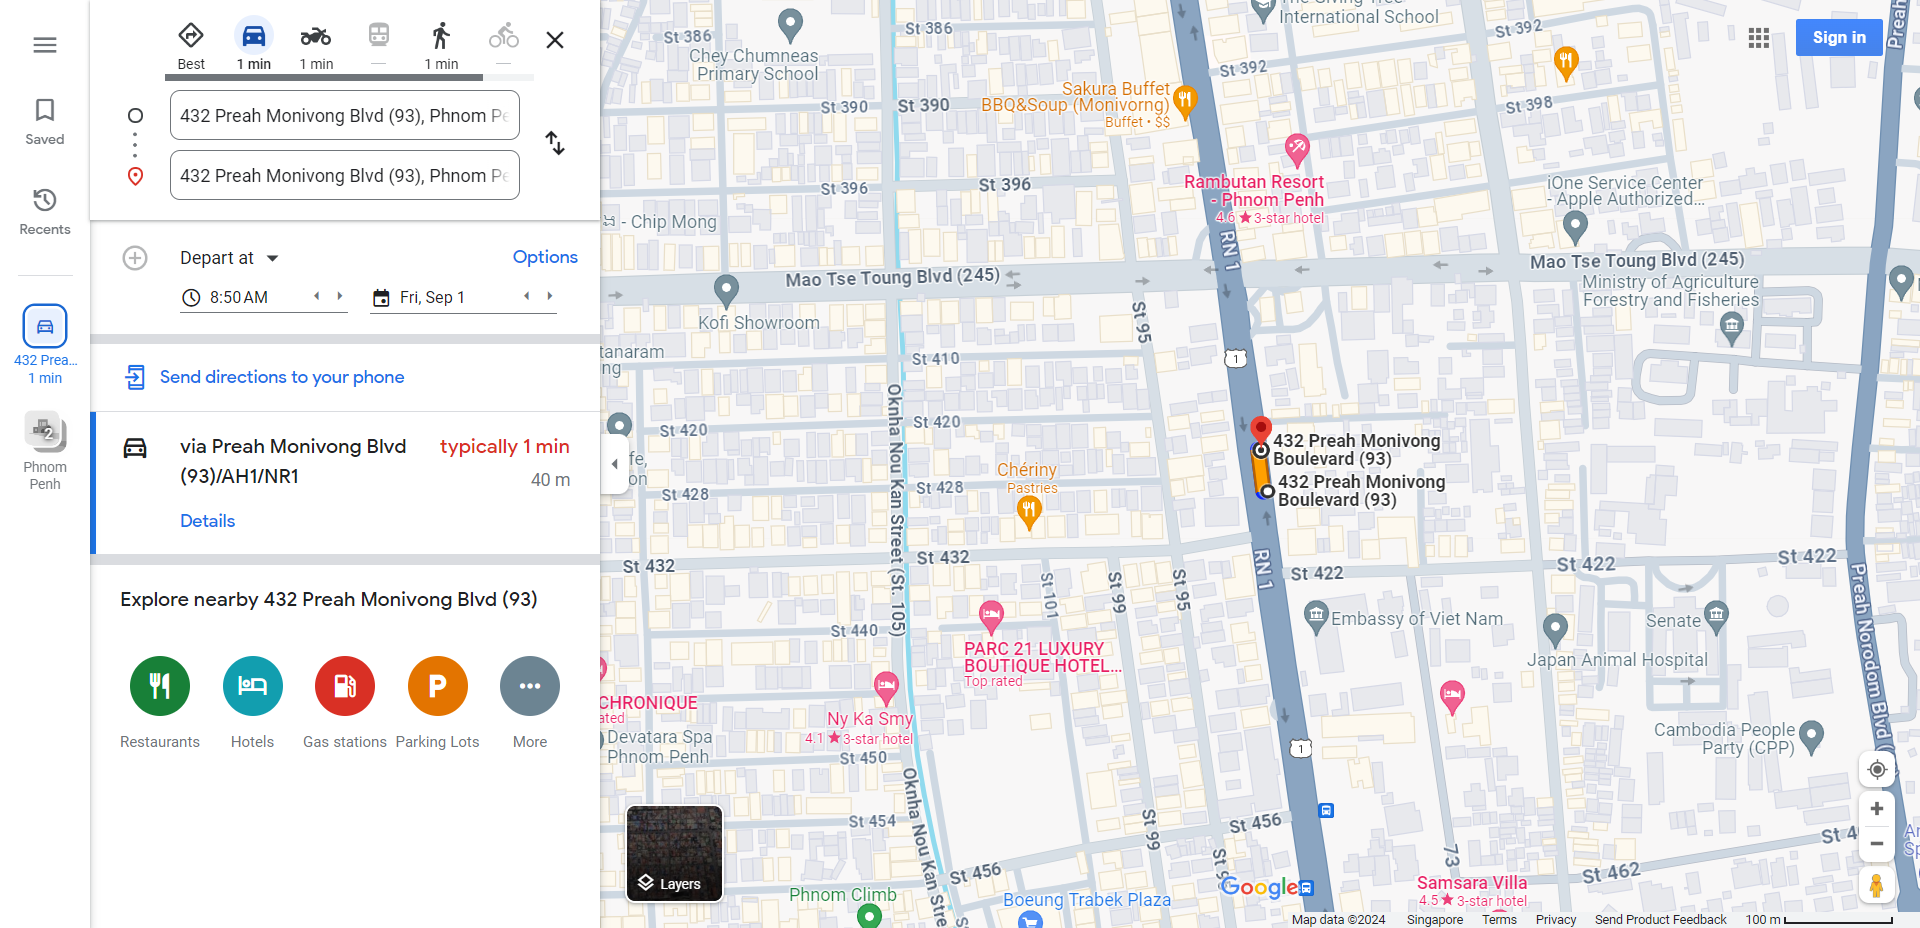 Saved
Recents
432 Prea...
1 min
2
Phnom
Penh
Best
1 min
1 min
—
1 min
—
432 Preah Monivong Blvd (93), Phnom Pe
432 Preah Monivong Blvd (93), Phnom Pe
Depart at
Options
8:50 AM
Fri, Sep 1
Send directions to your phone
via Preah Monivong Blvd
(93)/AH1/NR1
typically 1 min
40 m
Details
Explore nearby 432 Preah Monivong Blvd (93)
Restaurants
Hotels
Gas stations
P
Parking Lots
More
Sign in
International School
St 386
St 386
Chey Chumneas
Primary School
St 392
St 392
Preah
Sakura Buffet
BBQ&Soup (Monivorng)
Buffet • $$
St 390
St 390
St 398
St 396
St 396
Rambutan Resort
- Phnom Penh
4.6 ★ 3-star hotel
iOne Service Center
- Apple Authorized...
- Chip Mong
RN 1
Mao Tse Toung Blvd (245)
Mao Tse Toung Blvd (245)
Ministry of Agriculture
Forestry and Fisheries
Kofi Showroom
St 95
tanaram
ng
St 410
1
Oknha Nou Kan Street (St. 105)
St 420
St 420
432 Preah Monivong
Boulevard (93)
432 Preah Monivong
Boulevard (93)
fe,
on
Chériny
Pastries
St 428
St 428
St 432
St 432
RN 1
St 422
St 422
St 422
St 101
St 99
St 95
Preah Norodom Blvd (
Embassy of Viet Nam
Senate
St 440
PARC 21 LUXURY
BOUTIQUE HOTEL...
Top rated
Japan Animal Hospital
CHRONIQUE
ated
Ny Ka Smy
4.1 ★ 3-star hotel
Devatara Spa
Phnom Penh
St 450
Cambodia People
Party (CPP)
1
Oknha Nou Kan Stre
St 454
St 99
St 456
St 456
St 9
St 4
73
St 462
Layers
Phnom Climb
Boeung Trabek Plaza
Google
Samsara Villa
4.5 ★ 3-star hotel
Map data ©2024
Singapore
Terms
Privacy
Send Product Feedback
100 m